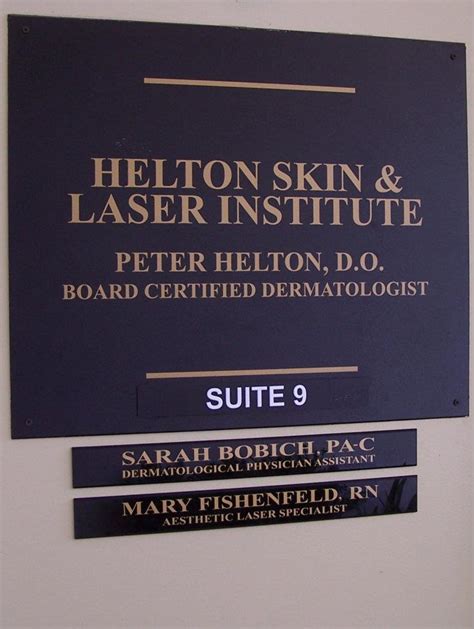 HELTON SKIN &
LASER INSTITUTE
PETER HELTON, D.O.
BOARD CERTIFIED DERMATOLOGIST
SUITE 9
SARAH BOBICH, PA-C
DERMATOLOGICAL PHYSICIAN ASSISTANT
MARY FISHENFELD, RN
AESTHETIC LASER SPECIALIST